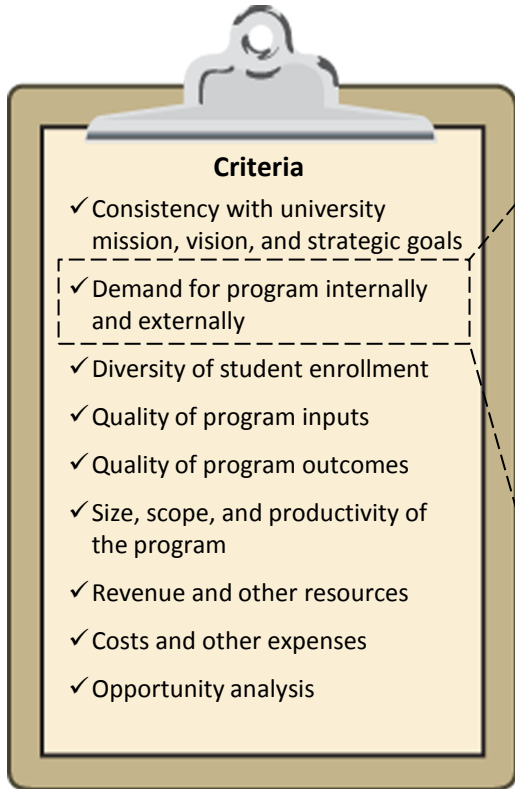 Criteria
✓ Consistency with university
mission, vision, and strategic goals
✓ Demand for program internally
and externally
✓ Diversity of student enrollment
✓ Quality of program inputs
✓ Quality of program outcomes
✓ Size, scope, and productivity of
the program
✓ Revenue and other resources
✓ Costs and other expenses
✓ Opportunity analysis